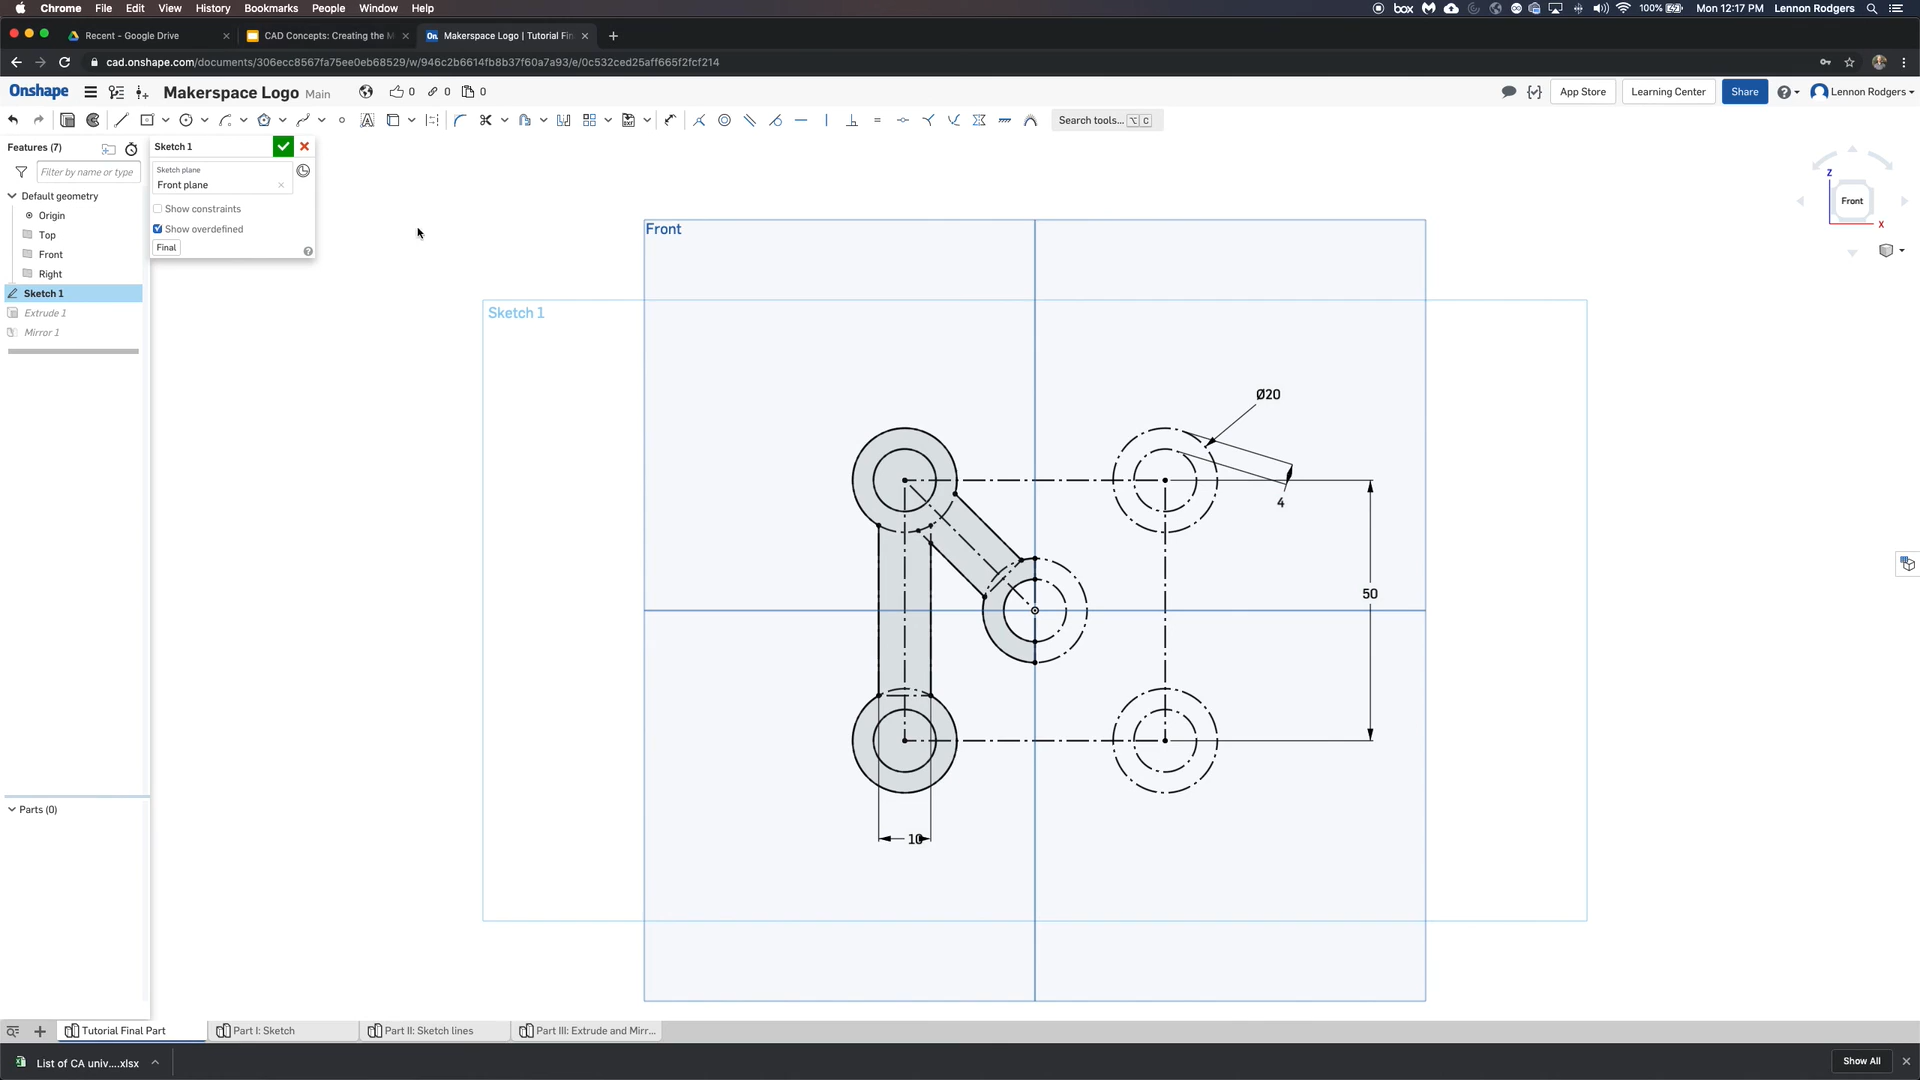 Chrome File Edit View History Bookmarks People Window Help
box 100% Mon 12:17 PM Lennon Rodgers
Recent - Google Drive
CAD Concepts: Creating the M
On Makerspace Logo | Tutorial Fin
cad.onshape.com/documents/306ecc8567fa75ee0eb68529/w/946c2b6614fb8b37f60a7a93/e/0c532ced25aff665f2fcf214
Onshape Makerspace Logo Main 0 0 0 App Store Learning Center Share Lennon Rodgers
Search tools... ⌥ C
Features (7)
Filter by name or type
Default geometry
Origin
Top
Front
Right
Sketch 1
Extrude 1
Mirror 1
Parts (0)
Sketch 1
Sketch plane
Front plane
Show constraints
Show overdefined
Final
Front
Sketch 1
Ø20
4
50
10
Z
Front
X
Tutorial Final Part
Part I: Sketch
Part II: Sketch lines
Part III: Extrude and Mirr...
List of CA univ....xlsx
Show All